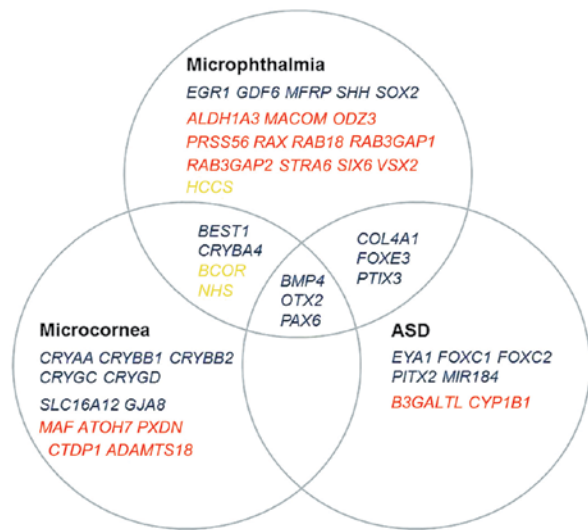 Microphthalmia
EGR1 GDF6 MFRP SHH SOX2
ALDH1A3 MACOM ODZ3
PRSS56 RAX RAB18 RAB3GAP1
RAB3GAP2 STRA6 SIX6 VSX2
HCCS
BEST1
CRYBA4
BCOR
NHS
COL4A1
FOXE3
PTIX3
BMP4
OTX2
PAX6
Microcornea
CRYAA CRYBB1 CRYBB2
CRYGC CRYGD
SLC16A12 GJA8
MAF ATOH7 PXDN
CTDP1 ADAMTS18
ASD
EYA1 FOXC1 FOXC2
PITX2 MIR184
B3GALTL CYP1B1